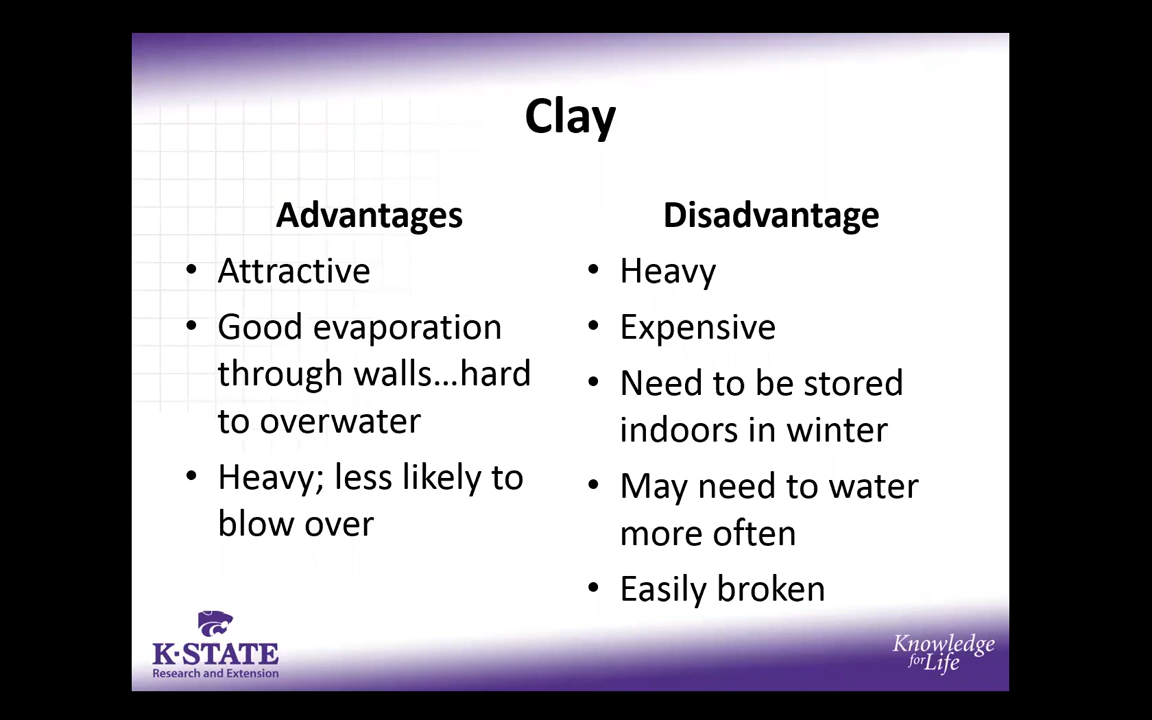 Clay
Advantages
• Attractive
• Good evaporation
through walls...hard
to overwater
• Heavy; less likely to
blow over
Disadvantage
• Heavy
• Expensive
• Need to be stored
indoors in winter
• May need to water
more often
• Easily broken
K-STATE
Research and Extension
Knowledge
for Life